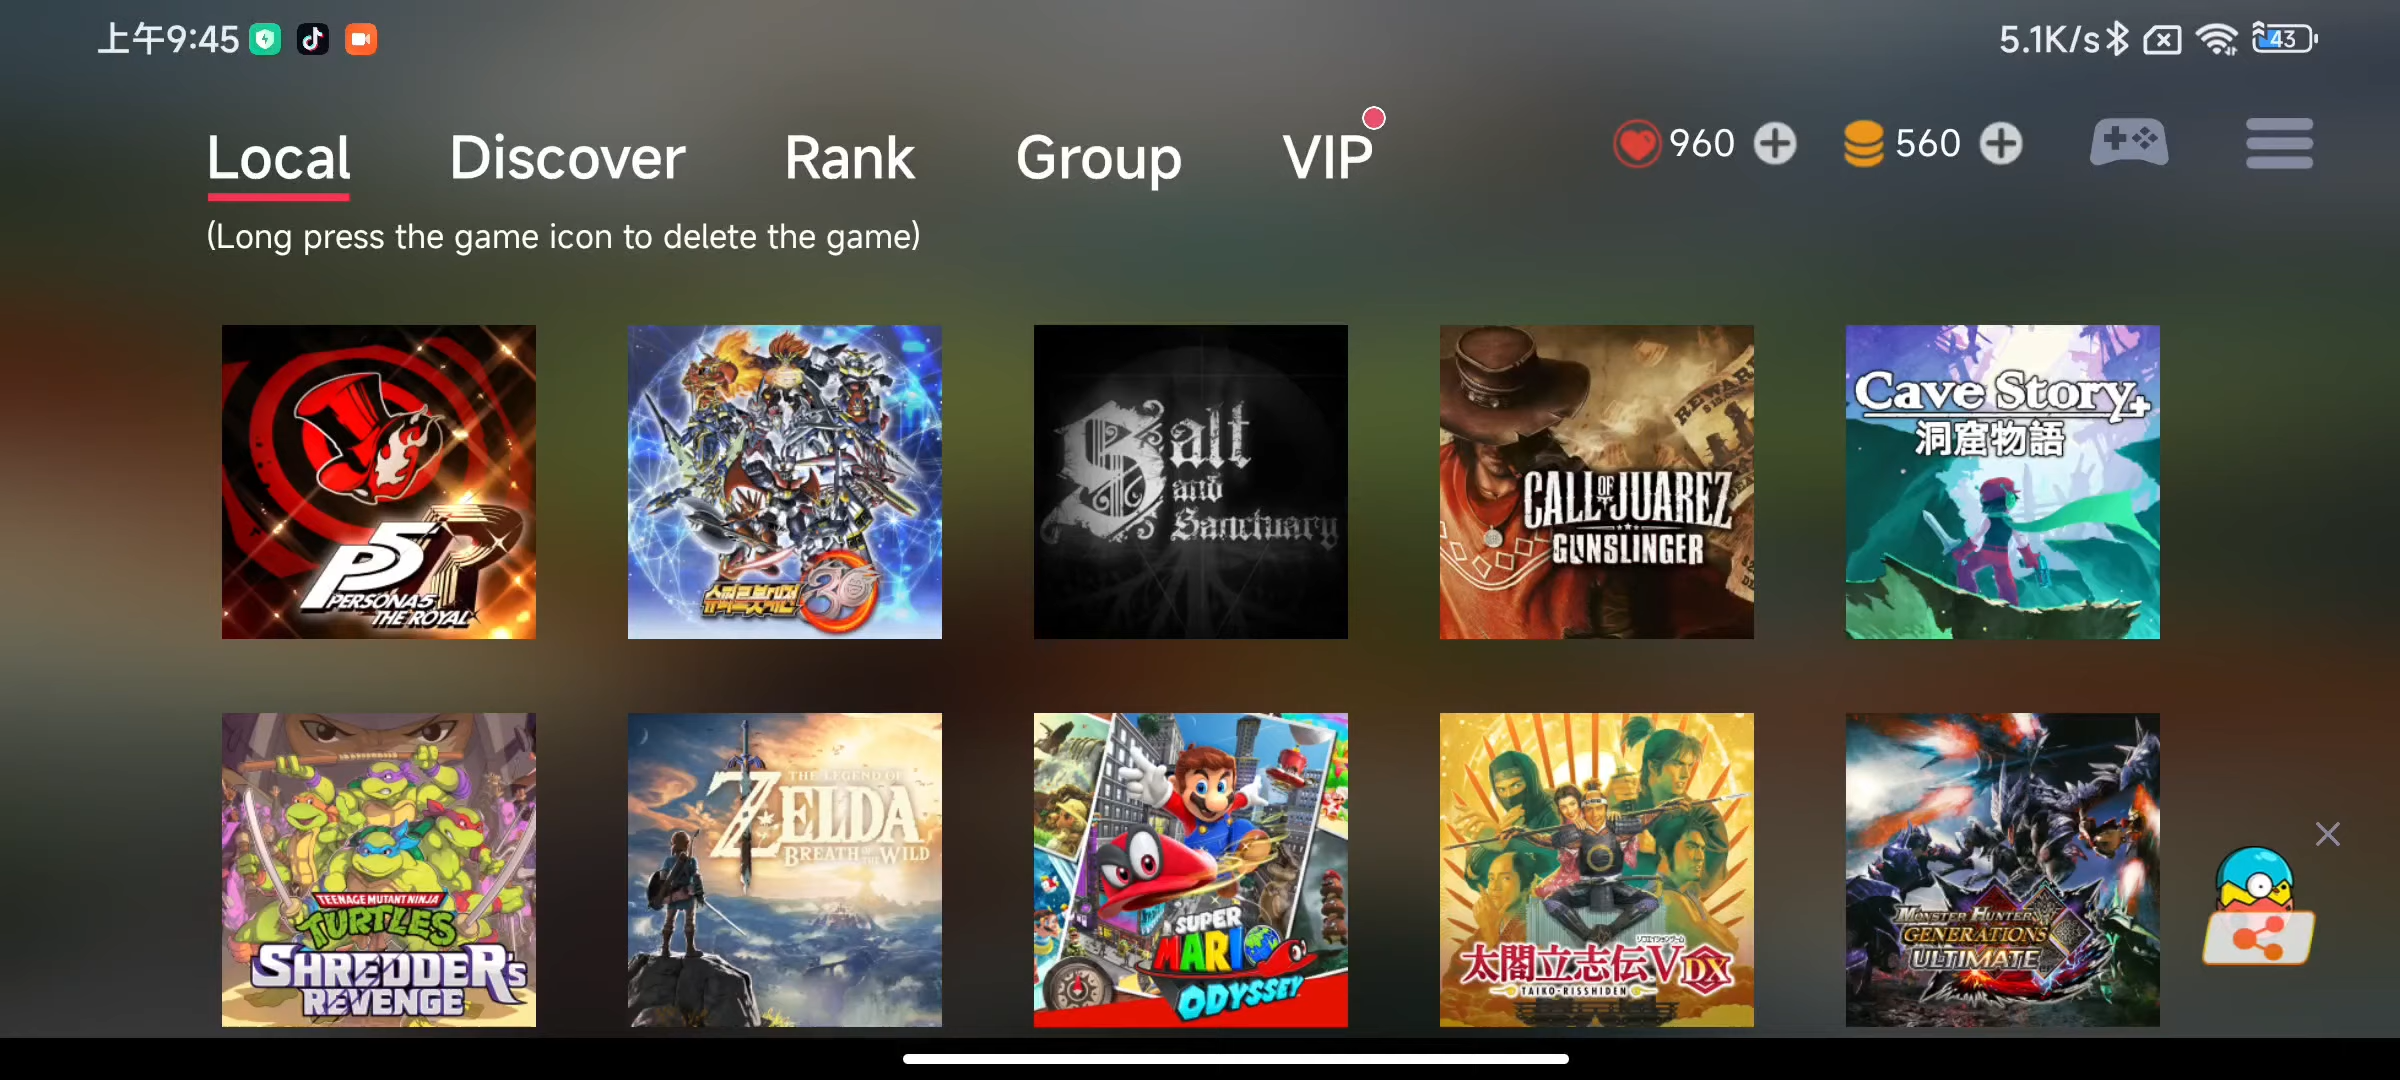 上午9:45
5.1K/s
43
Local
Discover
Rank
Group
VIP
960
560
(Long press the game icon to delete the game)
P5R
PERSONA5
THE ROYAL
30
Salt
and
Sanctuary
REWARD
CALL OF JUAREZ
GUNSLINGER
Cave Story+
洞窟物語
TEENAGE MUTANT NINJA
TURTLES
SHREDDER'S
REVENGE
THE LEGEND OF
ZELDA
BREATH OF THE WILD
SUPER
MARIO
ODYSSEY
太閤立志伝V DX
TAIKO-RISSHIDEN
MONSTER HUNTER
GENERATIONS
ULTIMATE